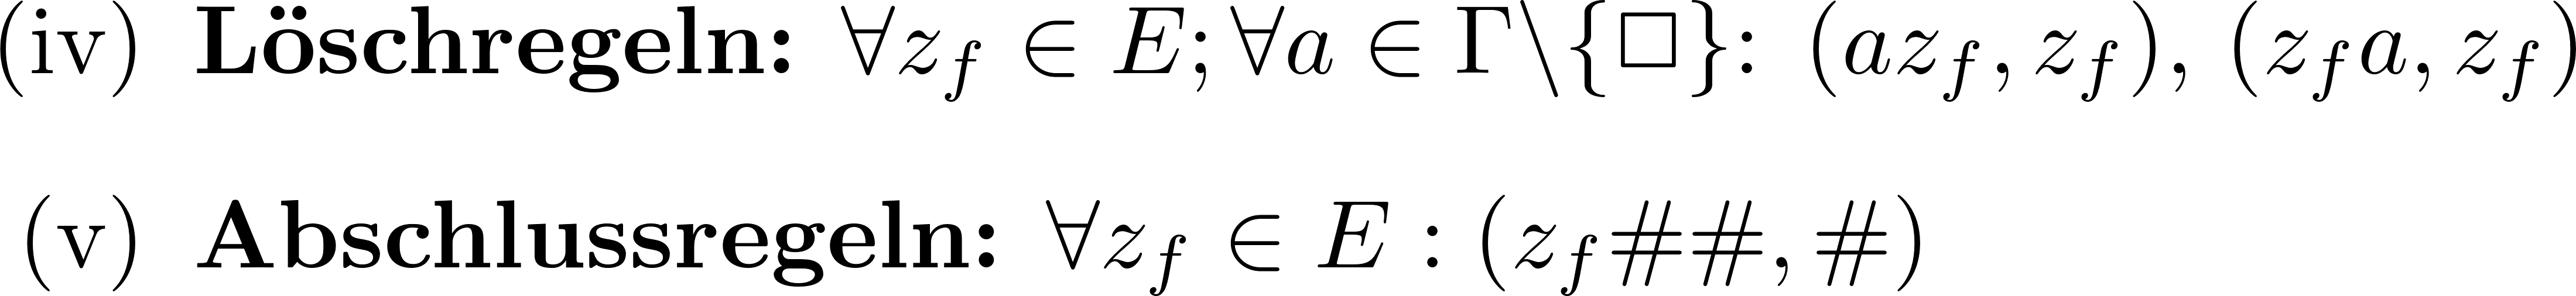 (iv) Löschregeln: ∀z_f ∈ E;∀a ∈ Γ\{□}: (az_f, z_f), (z_f a, z_f)
(v) Abschlussregeln: ∀z_f ∈ E : (z_f##, #)